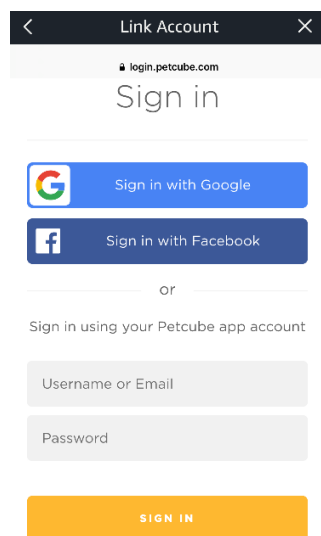 Link Account
login.petcube.com
Sign in
Sign in with Google
Sign in with Facebook
or
Sign in using your Petcube app account
Username or Email
Password
SIGN IN